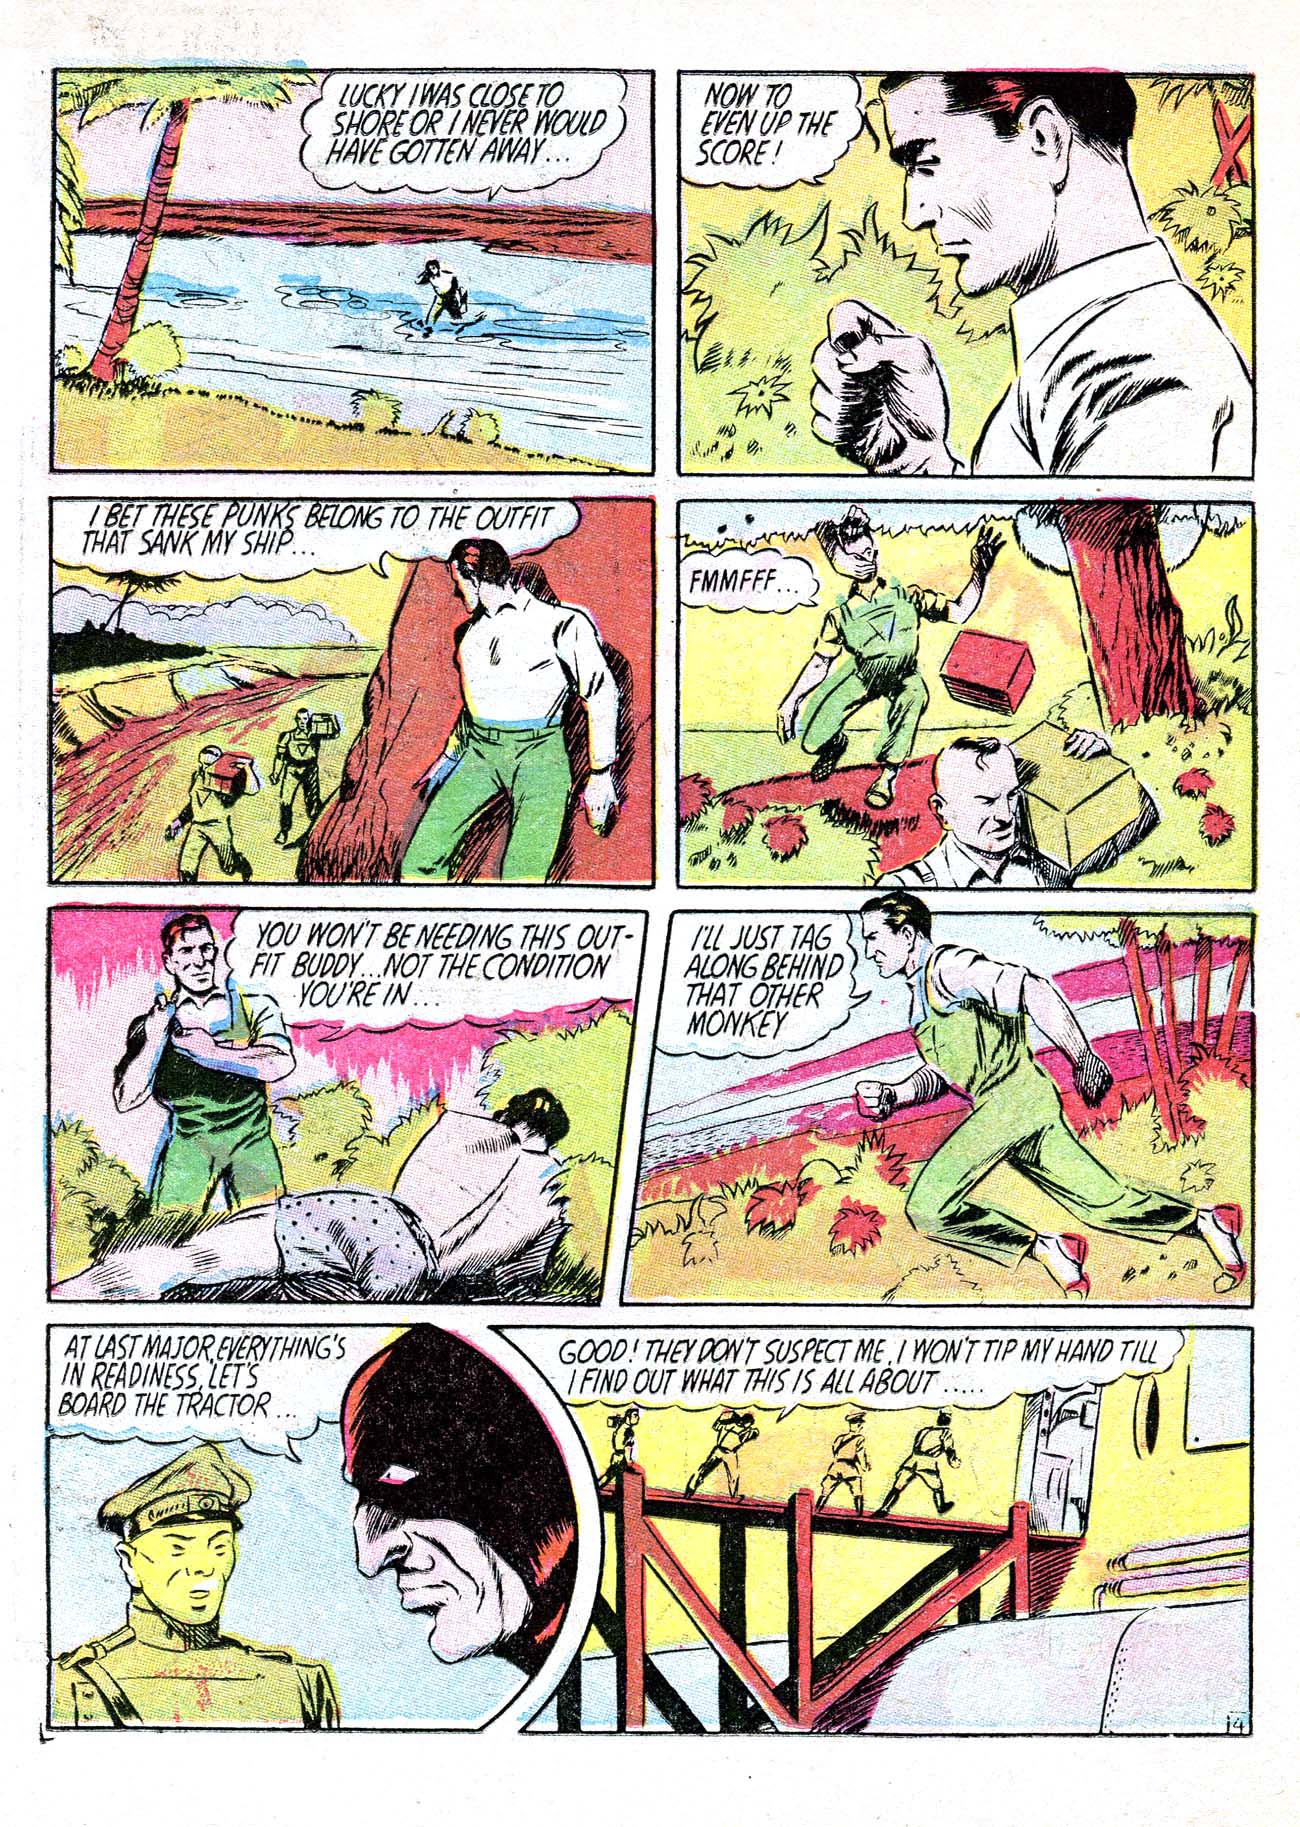 LUCKY I WAS CLOSE TO
SHORE OR I NEVER WOULD
HAVE GOTTEN AWAY...
NOW TO
EVEN UP THE
SCORE!
I BET THESE PUNKS BELONG TO THE OUTFIT
THAT SANK MY SHIP...
FMMFFF...
YOU WON'T BE NEEDING THIS OUT-
FIT BUDDY...NOT THE CONDITION
YOU'RE IN...
I'LL JUST TAG
ALONG BEHIND
THAT OTHER
MONKEY
AT LAST MAJOR, EVERYTHING'S
IN READINESS, LET'S
BOARD THE TRACTOR...
GOOD! THEY DON'T SUSPECT ME, I WON'T TIP MY HAND TILL
I FIND OUT WHAT THIS IS ALL ABOUT.....
14